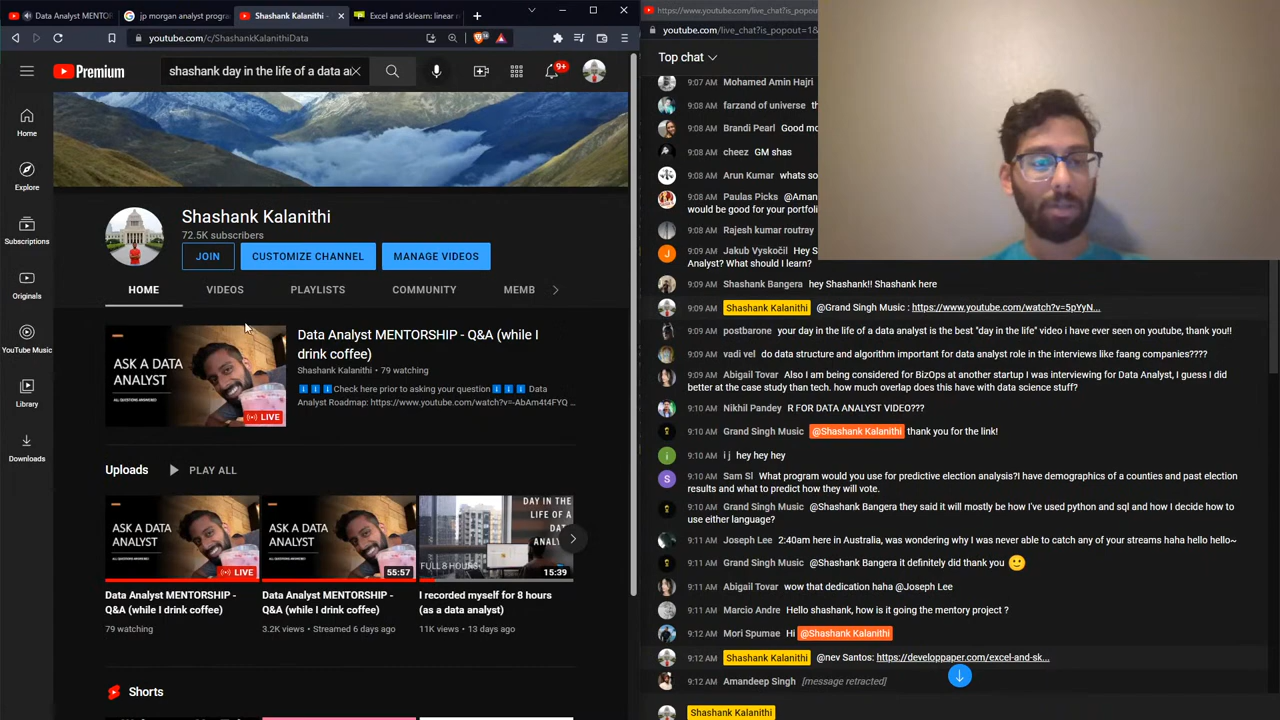 Data Analyst MENTOR
jp morgan analyst progra
Shashank Kalanithi -
Excel and sklearn: linear r
https://www.youtube.com/live_chat?is_popout=
youtube.com/c/ShashankKalanithiData
youtube.com/live_chat?is_popout=1&
Premium
shashank day in the life of a data a
9+
Home
Explore
Subscriptions
Originals
YouTube Music
Library
Downloads
Shashank Kalanithi
72.5K subscribers
JOIN
CUSTOMIZE CHANNEL
MANAGE VIDEOS
HOME
VIDEOS
PLAYLISTS
COMMUNITY
MEMB
ASK A DATA
ANALYST
ALL QUESTIONS ANSWERED
LIVE
Data Analyst MENTORSHIP - Q&A (while I
drink coffee)
Shashank Kalanithi • 79 watching
Check here prior to asking your question Data
Analyst Roadmap: https://www.youtube.com/watch?v=-AbAm4t4FYQ ...
Uploads
PLAY ALL
ASK A DATA
ANALYST
LIVE
Data Analyst MENTORSHIP -
Q&A (while I drink coffee)
79 watching
ASK A DATA
ANALYST
55:57
Data Analyst MENTORSHIP -
Q&A (while I drink coffee)
3.2K views • Streamed 6 days ago
DAY IN THE
LIFE OF A
DATA
FULL 8 HOURS
15:39
I recorded myself for 8 hours
(as a data analyst)
11K views • 13 days ago
Shorts
Top chat
9:07 AM Mohamed Amin Hajri
9:08 AM farzand of universe th
9:08 AM Brandi Pearl Good mo
9:08 AM cheez GM shas
9:08 AM Arun Kumar whats so
9:08 AM Paulas Picks @Aman
would be good for your portfoli
9:08 AM Rajesh kumar routray
9:09 AM Jakub Vyskočil Hey S
Analyst? What should I learn?
9:09 AM Shashank Bangera hey Shashank!! Shashank here
9:09 AM Shashank Kalanithi @Grand Singh Music : https://www.youtube.com/watch?v=5pYyN...
9:09 AM postbarone your day in the life of a data analyst is the best "day in the life" video i have ever seen on youtube, thank you!!
9:09 AM vadi vel do data structure and algorithm important for data analyst role in the interviews like faang companies????
9:09 AM Abigail Tovar Also I am being considered for BizOps at another startup I was interviewing for Data Analyst, I guess I did
better at the case study than tech. how much overlap does this have with data science stuff?
9:10 AM Nikhil Pandey R FOR DATA ANALYST VIDEO???
9:10 AM Grand Singh Music @Shashank Kalanithi thank you for the link!
9:10 AM i j hey hey hey
9:10 AM Sam Sl What program would you use for predictive election analysis?I have demographics of a counties and past election
results and what to predict how they will vote.
9:10 AM Grand Singh Music @Shashank Bangera they said it will mostly be how I've used python and sql and how I decide how to
use either language?
9:11 AM Joseph Lee 2:40am here in Australia, was wondering why I was never able to catch any of your streams haha hello hello~
9:11 AM Grand Singh Music @Shashank Bangera it definitely did thank you
9:11 AM Abigail Tovar wow that dedication haha @Joseph Lee
9:11 AM Marcio Andre Hello shashank, how is it going the mentory project ?
9:12 AM Mori Spumae Hi @Shashank Kalanithi
9:12 AM Shashank Kalanithi @nev Santos: https://developpaper.com/excel-and-sk...
9:12 AM Amandeep Singh [message retracted]
Shashank Kalanithi